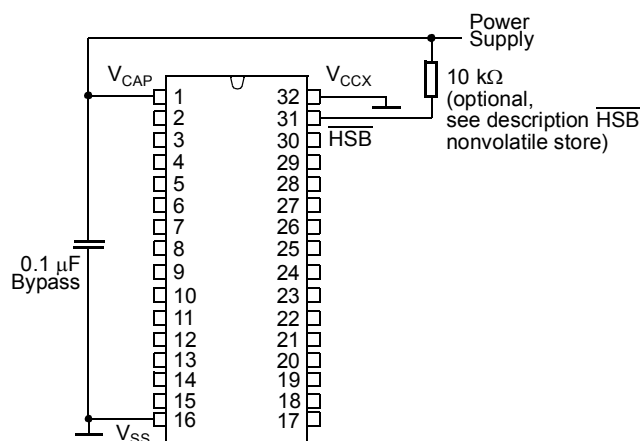 Power
Supply
V_CAP
V_CCX
10 kΩ
(optional,
see description H̅S̅B̅
nonvolatile store)
H̅S̅B̅
1 32
2 31
3 30
4 29
5 28
6 27
7 26
8 25
9 24
10 23
11 22
12 21
13 20
14 19
15 18
16 17
0.1 μF
Bypass
V_SS